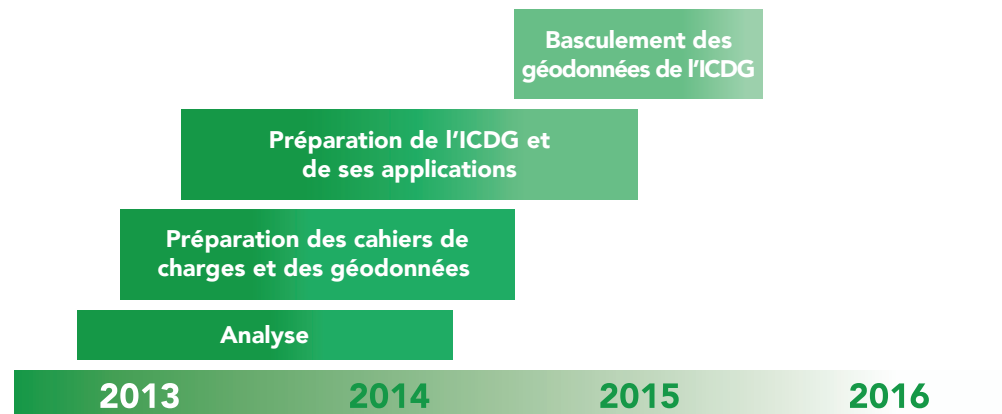 Basculement des
géodonnées de l'ICDG
Préparation de l'ICDG et
de ses applications
Préparation des cahiers de
charges et des géodonnées
Analyse
2013 2014 2015 2016